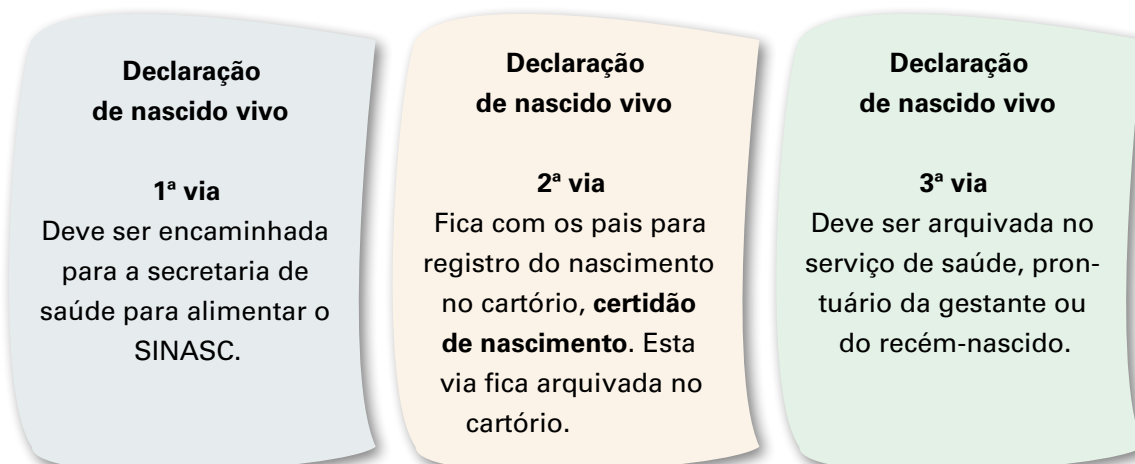 Declaração
de nascido vivo
1ª via
Deve ser encaminhada
para a secretaria de
saúde para alimentar o
SINASC.
Declaração
de nascido vivo
2ª via
Fica com os pais para
registro do nascimento
no cartório, certidão
de nascimento. Esta
via fica arquivada no
cartório.
Declaração
de nascido vivo
3ª via
Deve ser arquivada no
serviço de saúde, pron-
tuário da gestante ou
do recém-nascido.